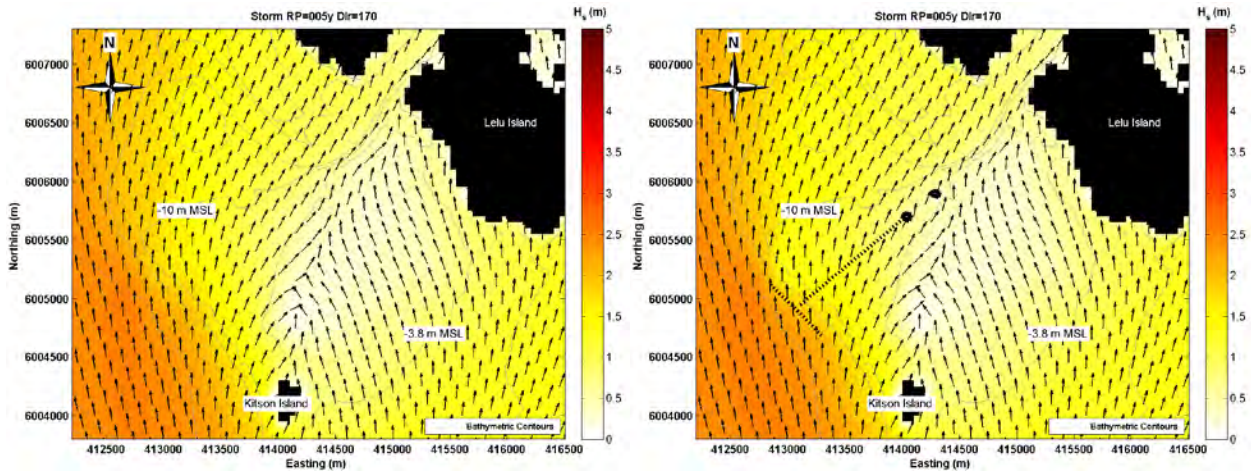 Storm RP=005y Dir=170
H_s (m)
5
N
4.5
6007000
4
6006500
Lelu Island
3.5
3
6006000
-10 m MSL
2.5
Northing (m)
6005500
2
6005000
1.5
-3.8 m MSL
6004500
1
Kitson Island
0.5
6004000
Bathymetric Contours
0
412500 413000 413500 414000 414500 415000 415500 416000 416500
Easting (m)
Storm RP=005y Dir=170
H_s (m)
5
N
4.5
6007000
4
6006500
Lelu Island
3.5
3
6006000
-10 m MSL
2.5
Northing (m)
6005500
2
6005000
1.5
-3.8 m MSL
6004500
1
Kitson Island
0.5
6004000
Bathymetric Contours
0
412500 413000 413500 414000 414500 415000 415500 416000 416500
Easting (m)